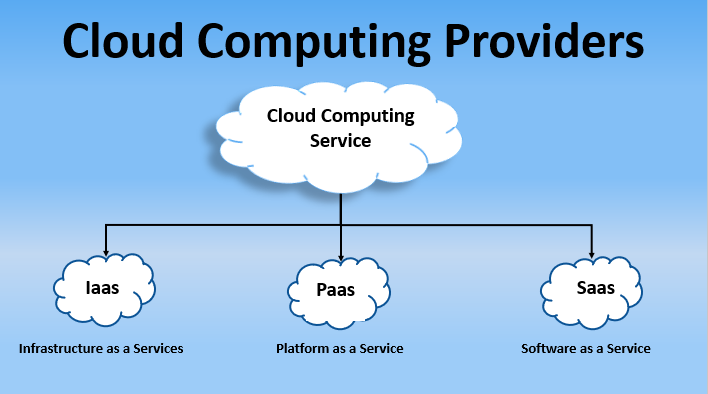 Cloud Computing Providers
Cloud Computing
Service
Iaas
Paas
Saas
Infrastructure as a Services
Platform as a Service
Software as a Service